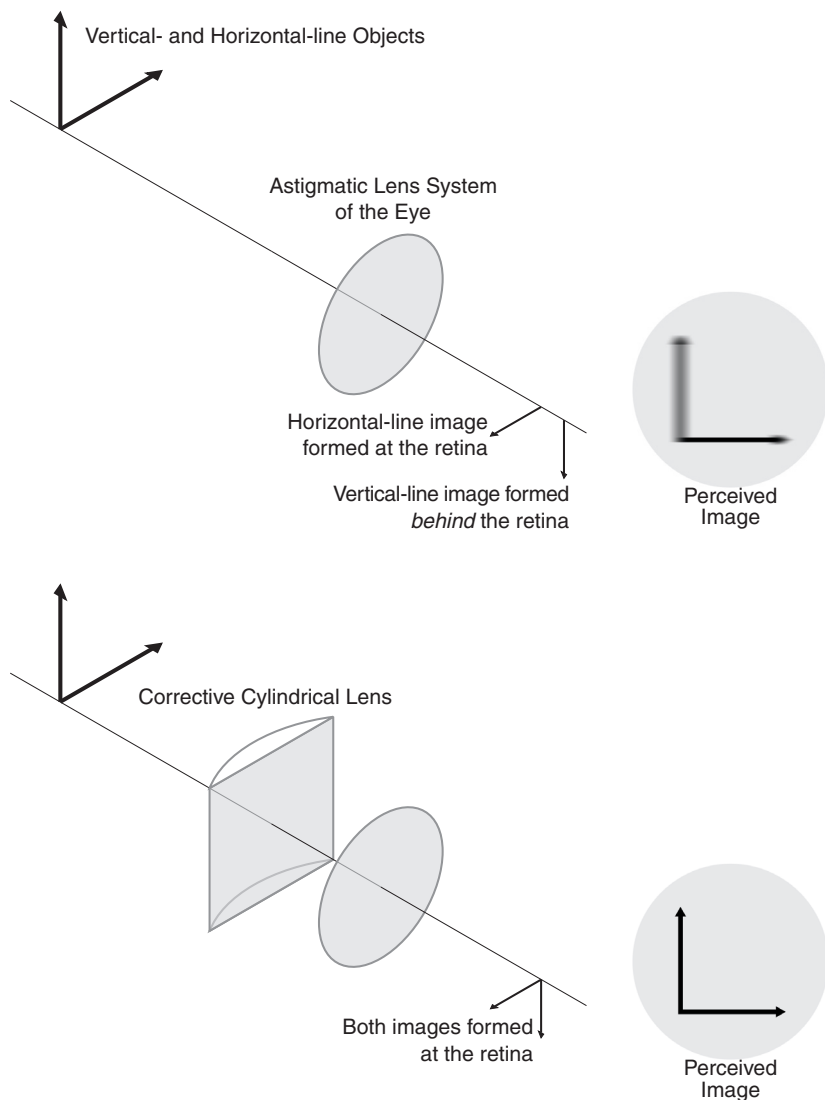 Vertical- and Horizontal-line Objects
Astigmatic Lens System
of the Eye
Horizontal-line image
formed at the retina
Vertical-line image formed
behind the retina
Perceived
Image
Corrective Cylindrical Lens
Both images formed
at the retina
Perceived
Image